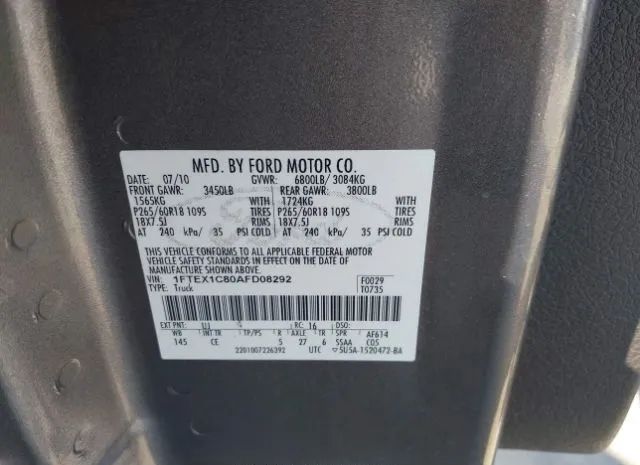 MFD. BY FORD MOTOR CO.
DATE: 07/10 GVWR: 6800LB/ 3084KG
FRONT GAWR: 3450LB REAR GAWR: 3800LB
1565KG WITH 1724KG WITH
P265/60R18 109S TIRES P265/60R18 109S TIRES
18X7.5J RIMS 18X7.5J RIMS
AT 240 kPa/ 35 PSI COLD AT 240 kPa/ 35 PSI COLD
THIS VEHICLE CONFORMS TO ALL APPLICABLE FEDERAL MOTOR
VEHICLE SAFETY STANDARDS IN EFFECT ON THE DATE OF MANUFACTURE
SHOWN ABOVE.
VIN: 1FTEX1C80AFD08292 F0029
TYPE: Truck T0735
EXT PNT: UJ RC: 16 DSO:
WB INT TR TP/PS R AXLE TR SPR AF614
145 CE 5 27 6 SSAA C05
2201007226392 UTC ▽5U5A-1520472-BA